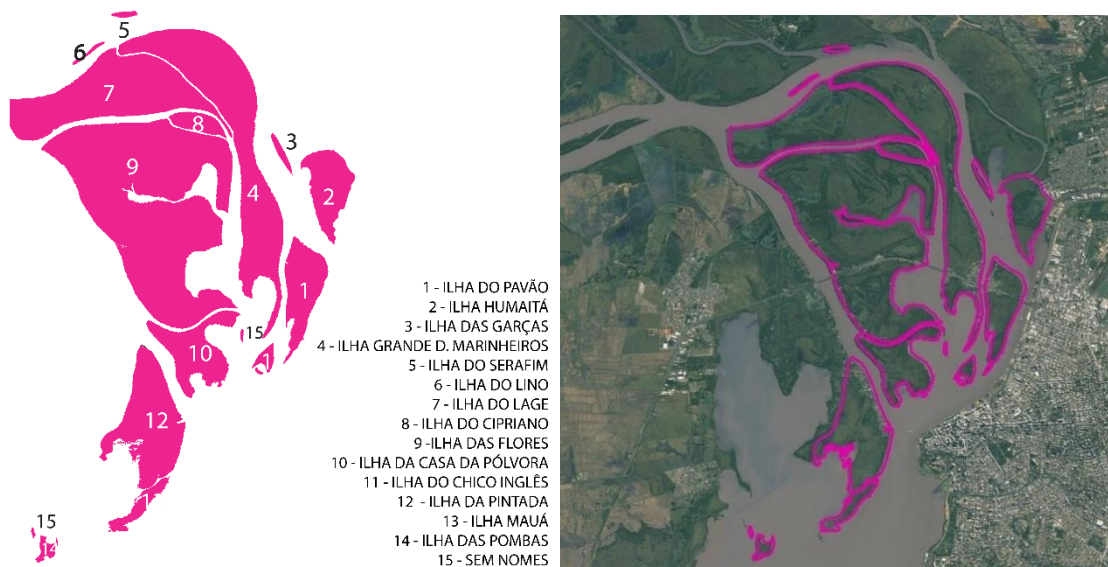 5
6
7
8
3
9
4
2
1
15
10
1
12
1
15
14
1 - ILHA DO PAVÃO
2 - ILHA HUMAITÁ
3 - ILHA DAS GARÇAS
4 - ILHA GRANDE D. MARINHEIROS
5 - ILHA DO SERAFIM
6 - ILHA DO LINO
7 - ILHA DO LAGE
8 - ILHA DO CIPRIANO
9 -ILHA DAS FLORES
10 - ILHA DA CASA DA PÓLVORA
11 - ILHA DO CHICO INGLÊS
12 - ILHA DA PINTADA
13 - ILHA MAUÁ
14 - ILHA DAS POMBAS
15 - SEM NOMES